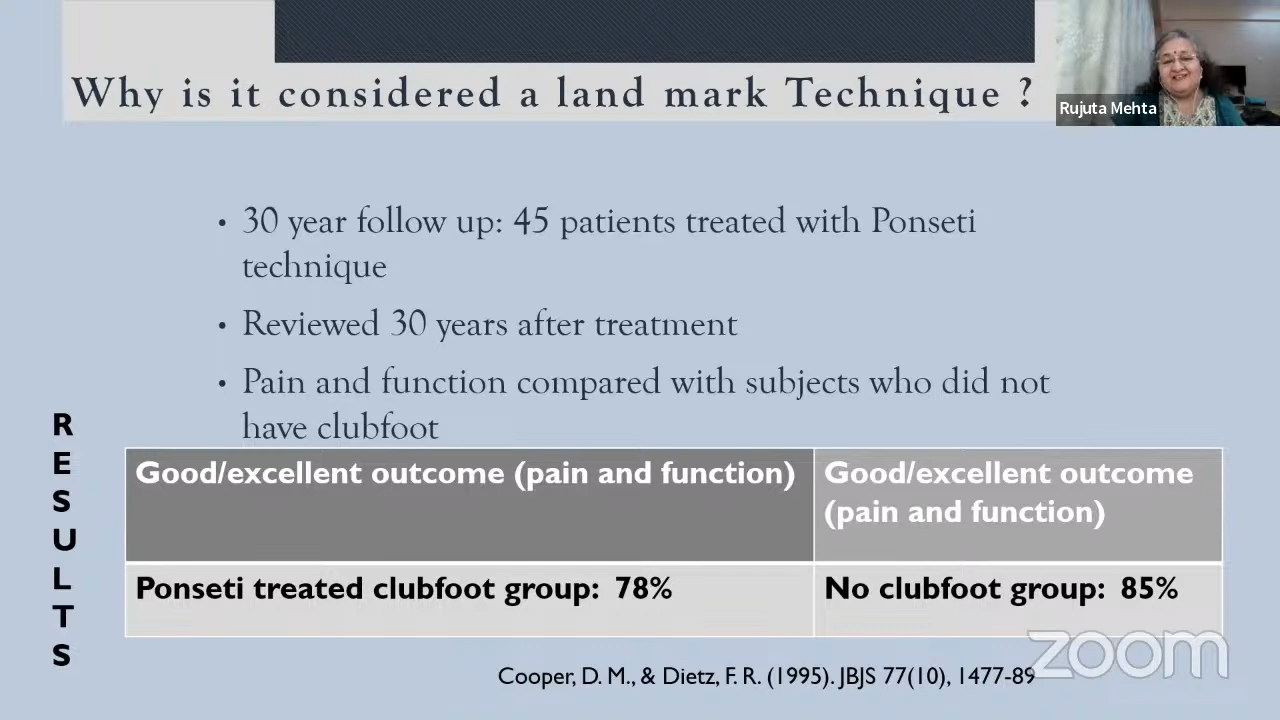 Why is it considered a land mark Technique ?
Rujuta Mehta
• 30 year follow up: 45 patients treated with Ponseti
technique
• Reviewed 30 years after treatment
• Pain and function compared with subjects who did not
have clubfoot
R
E
S
U
L
T
S
Good/excellent outcome (pain and function)
Good/excellent outcome
(pain and function)
Ponseti treated clubfoot group: 78%
No clubfoot group: 85%
Cooper, D. M., & Dietz, F. R. (1995). JBJS 77(10), 1477-89
zoom